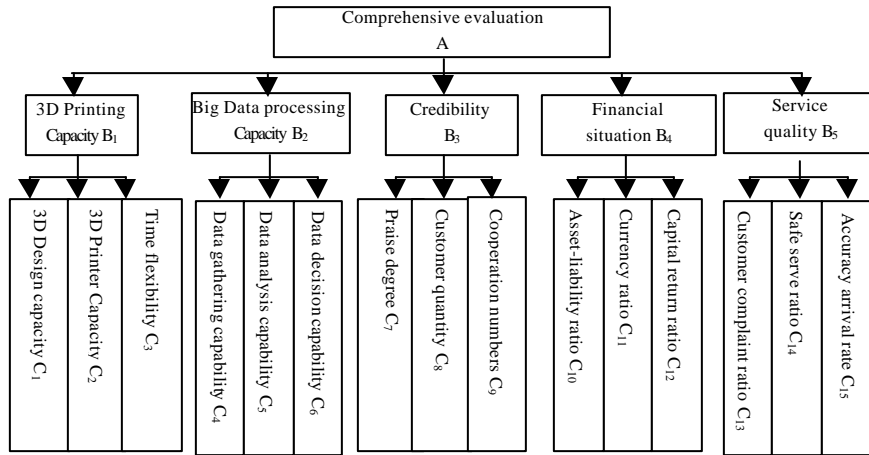 Comprehensive evaluation
A
3D Printing
Capacity B₁
Big Data processing
Capacity B₂
Credibility
B₃
Financial
situation B₄
Service
quality B₅
3D Design capacity C₁
3D Printer Capacity C₂
Time flexibility C₃
Data gathering capability C₄
Data analysis capability C₅
Data decision capability C₆
Praise degree C₇
Customer quantity C₈
Cooperation numbers C₉
Asset-liability ratio C₁₀
Currency ratio C₁₁
Capital return ratio C₁₂
Customer complaint ratio C₁₃
Safe serve ratio C₁₄
Accuracy arrival rate C₁₅